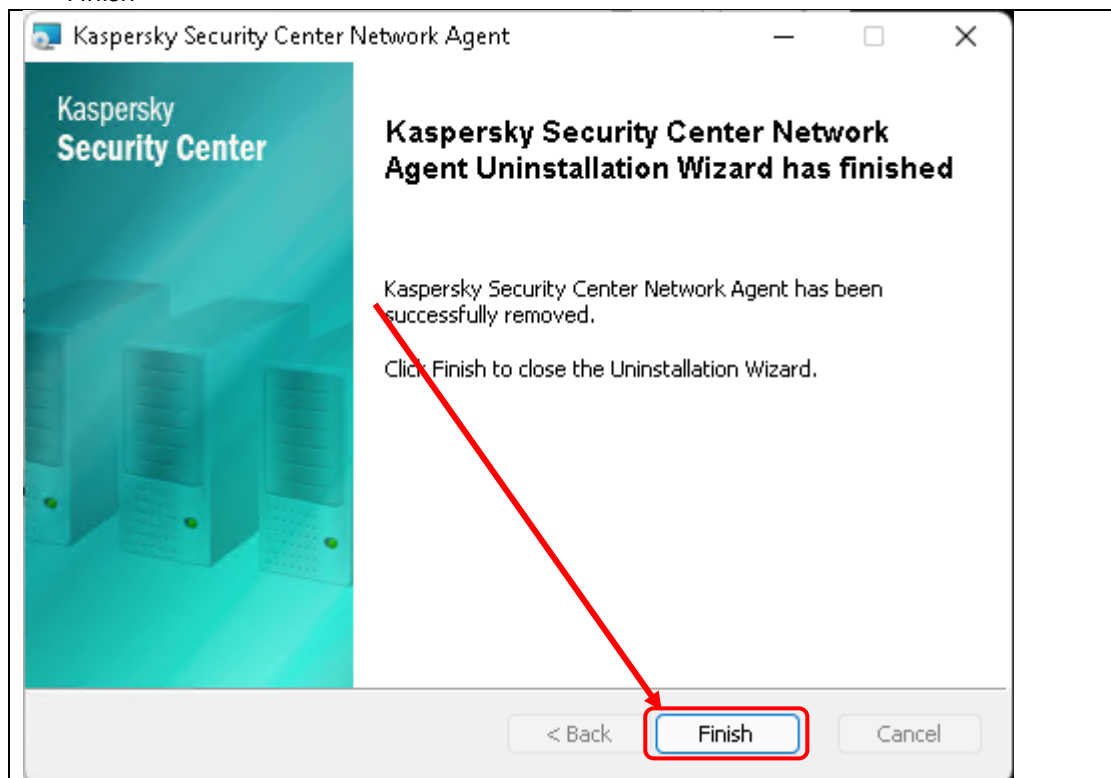 Finish
Kaspersky Security Center Network Agent
Kaspersky
Security Center
Kaspersky Security Center Network
Agent Uninstallation Wizard has finished
Kaspersky Security Center Network Agent has been
successfully removed.
Click Finish to close the Uninstallation Wizard.
< Back
Finish
Cancel